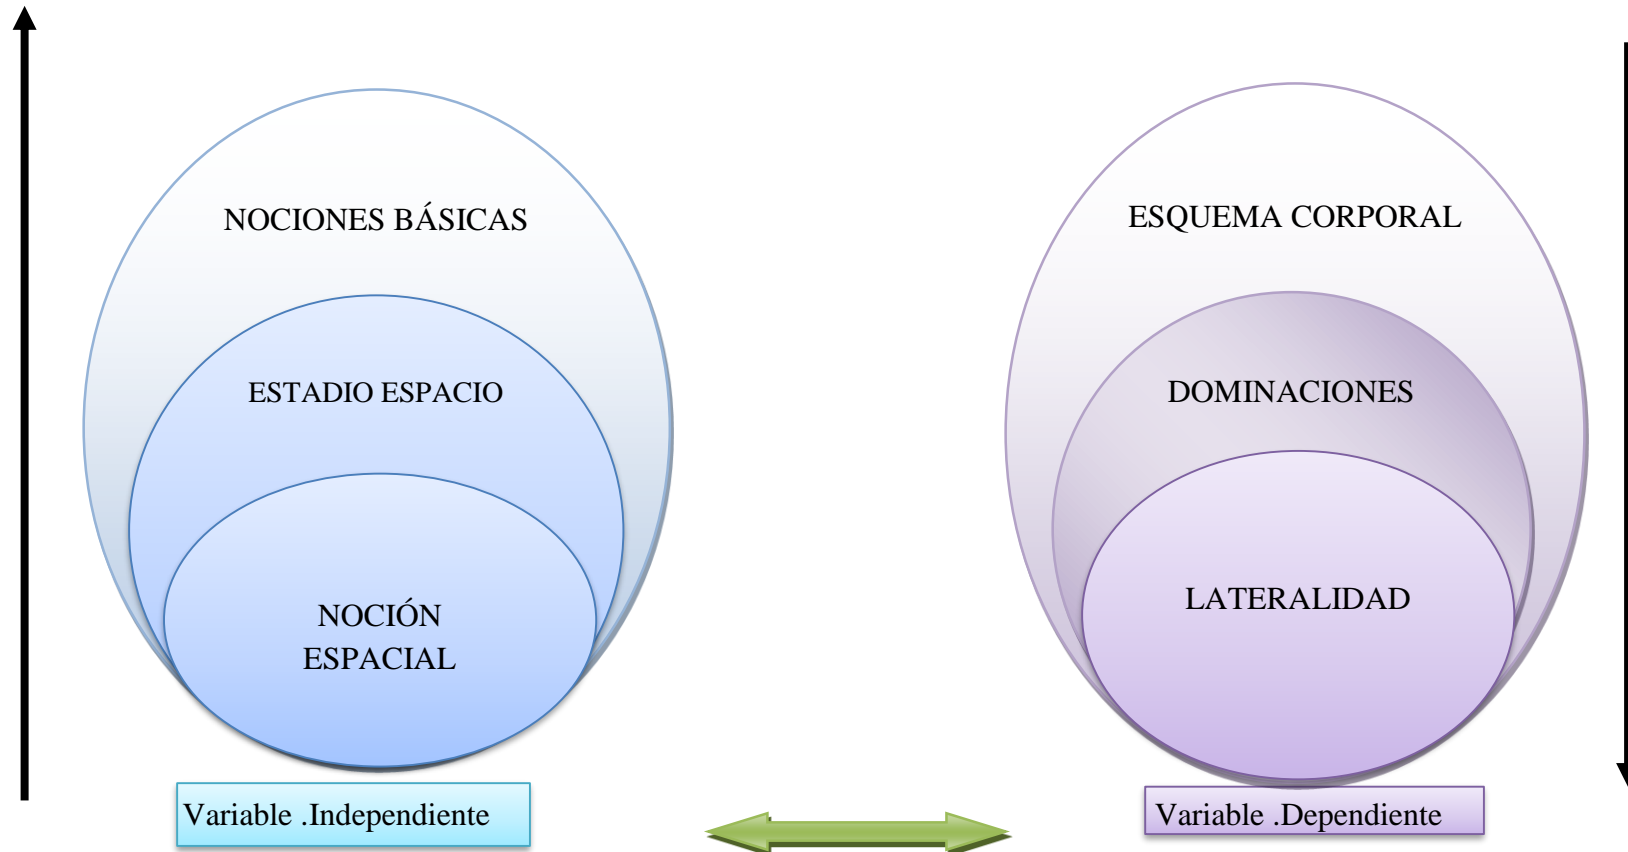 NOCIONES BÁSICAS
ESTADIO ESPACIO
NOCIÓN
ESPACIAL
Variable .Independiente
ESQUEMA CORPORAL
DOMINACIONES
LATERALIDAD
Variable .Dependiente